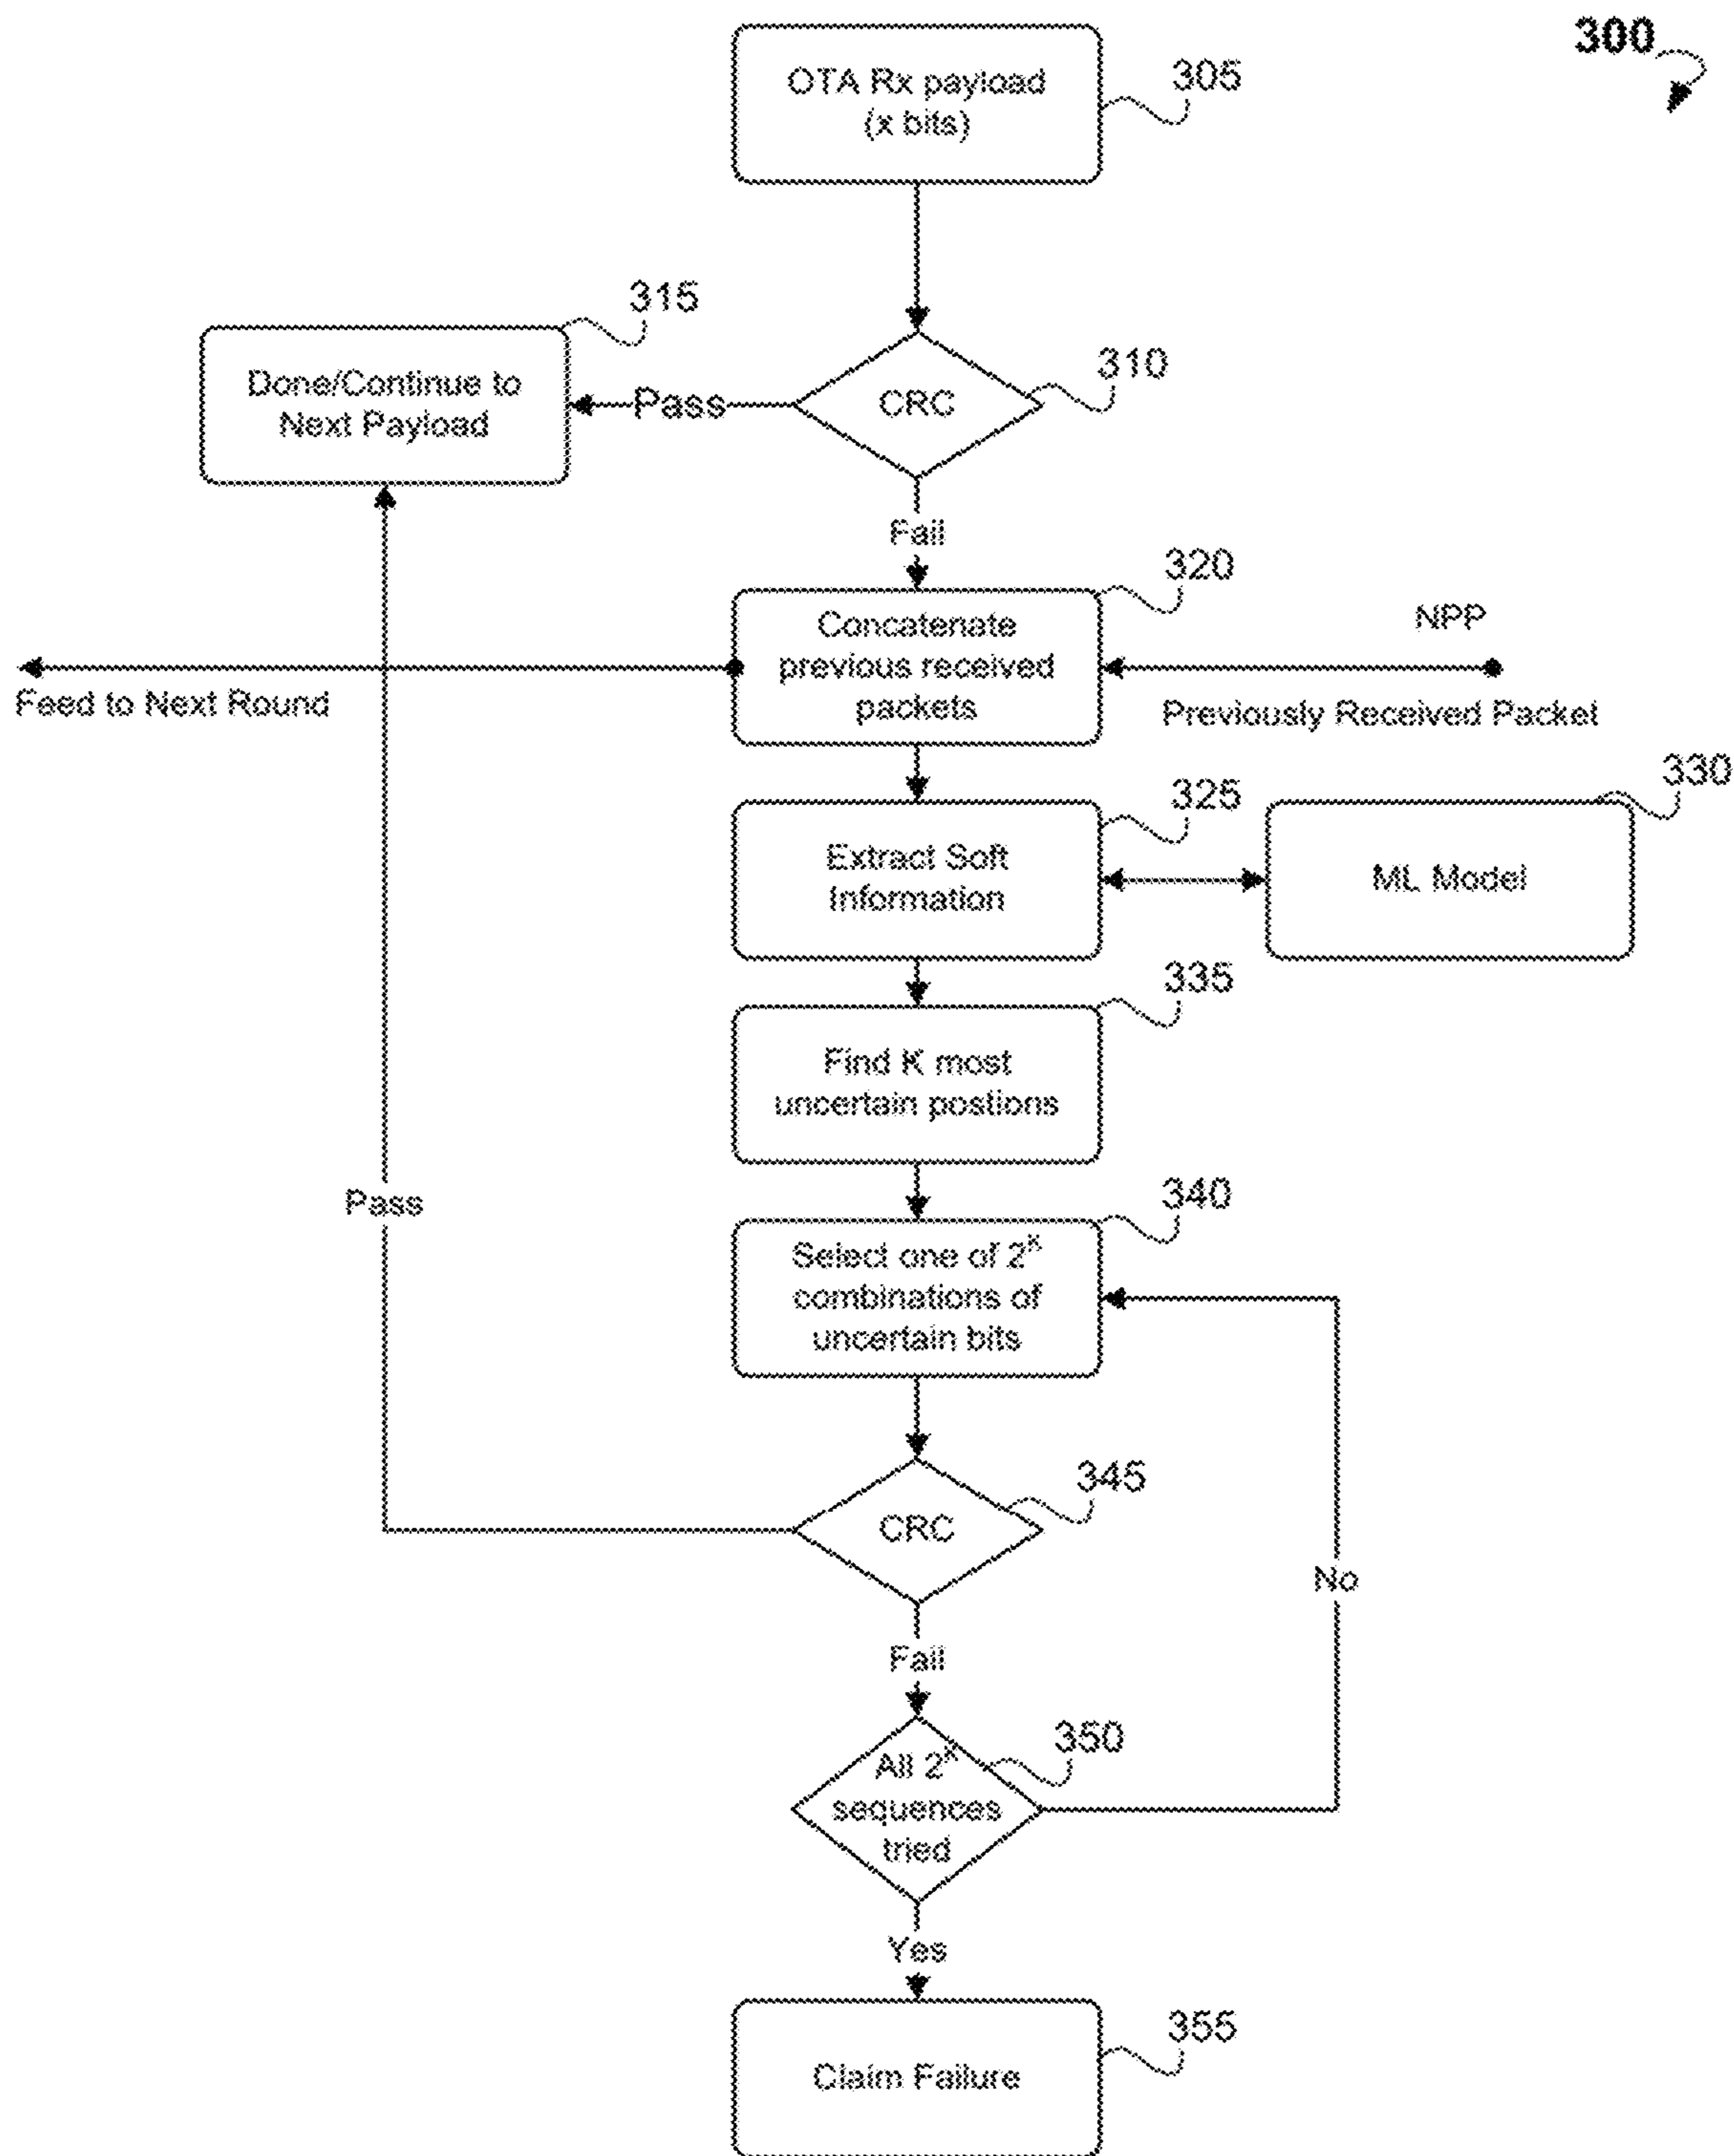 300
OTA Rx payload
(x bits)
305
315
Done/Continue to
Next Payload
Pass
CRC
310
Fail
320
Concatenate
previous received
packets
NPP
Feed to Next Round
Previously Received Packet
325
330
Extract Soft
Information
ML Model
335
Find K most
uncertain postions
340
Select one of 2^K
combinations of
uncertain bits
Pass
345
CRC
No
Fail
350
All 2^K
sequences
tried
Yes
355
Claim Failure